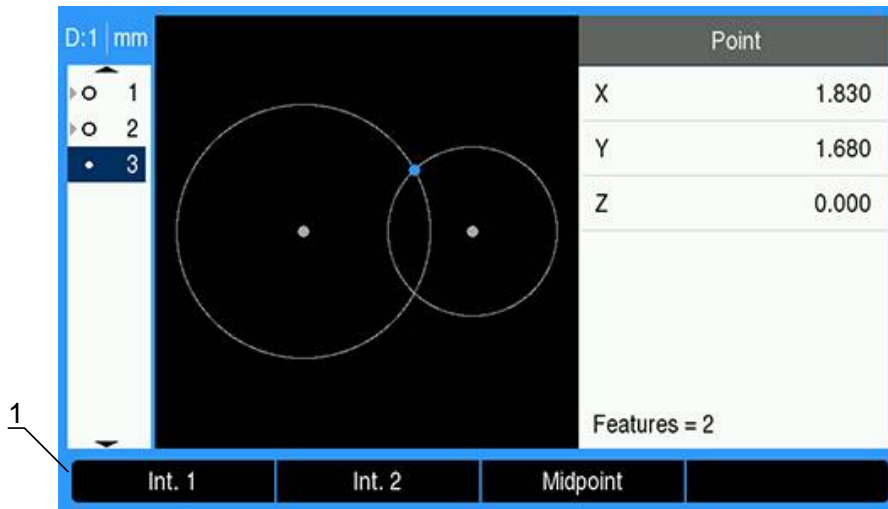 D:1 mm
Point
1
2
3
X 1.830
Y 1.680
Z 0.000
Features = 2
1
Int. 1 Int. 2 Midpoint